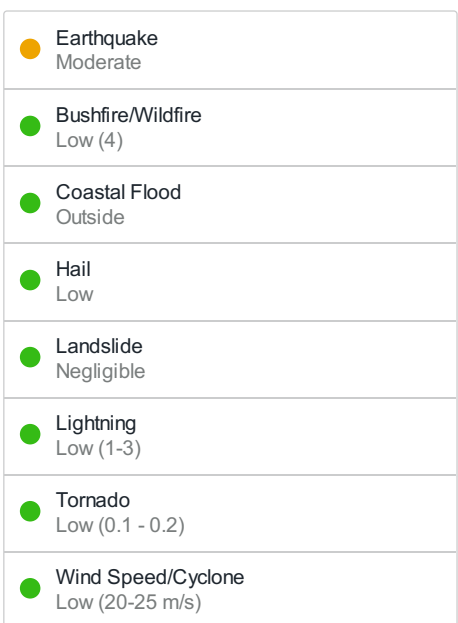 Earthquake
Moderate
Bushfire/Wildfire
Low (4)
Coastal Flood
Outside
Hail
Low
Landslide
Negligible
Lightning
Low (1-3)
Tornado
Low (0.1 - 0.2)
Wind Speed/Cyclone
Low (20-25 m/s)